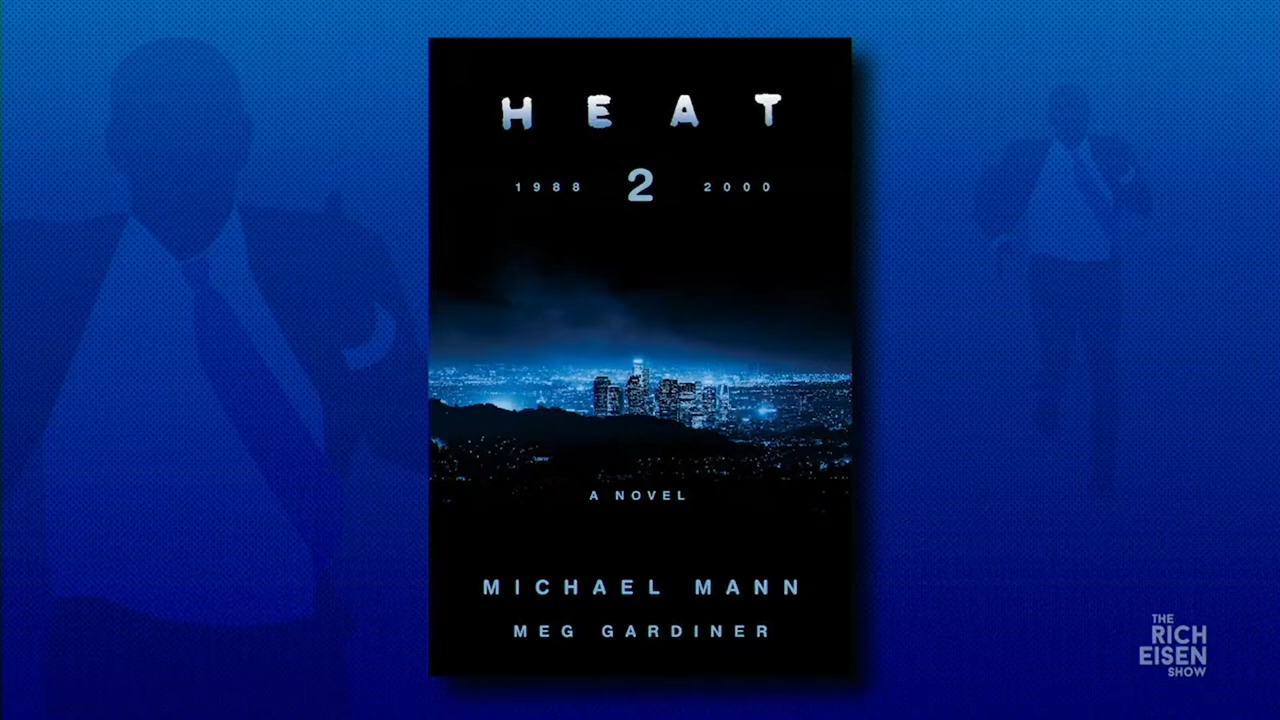 HEAT
1988 2 2000
A NOVEL
MICHAEL MANN
MEG GARDINER
THE
RICH
EISEN
SHOW